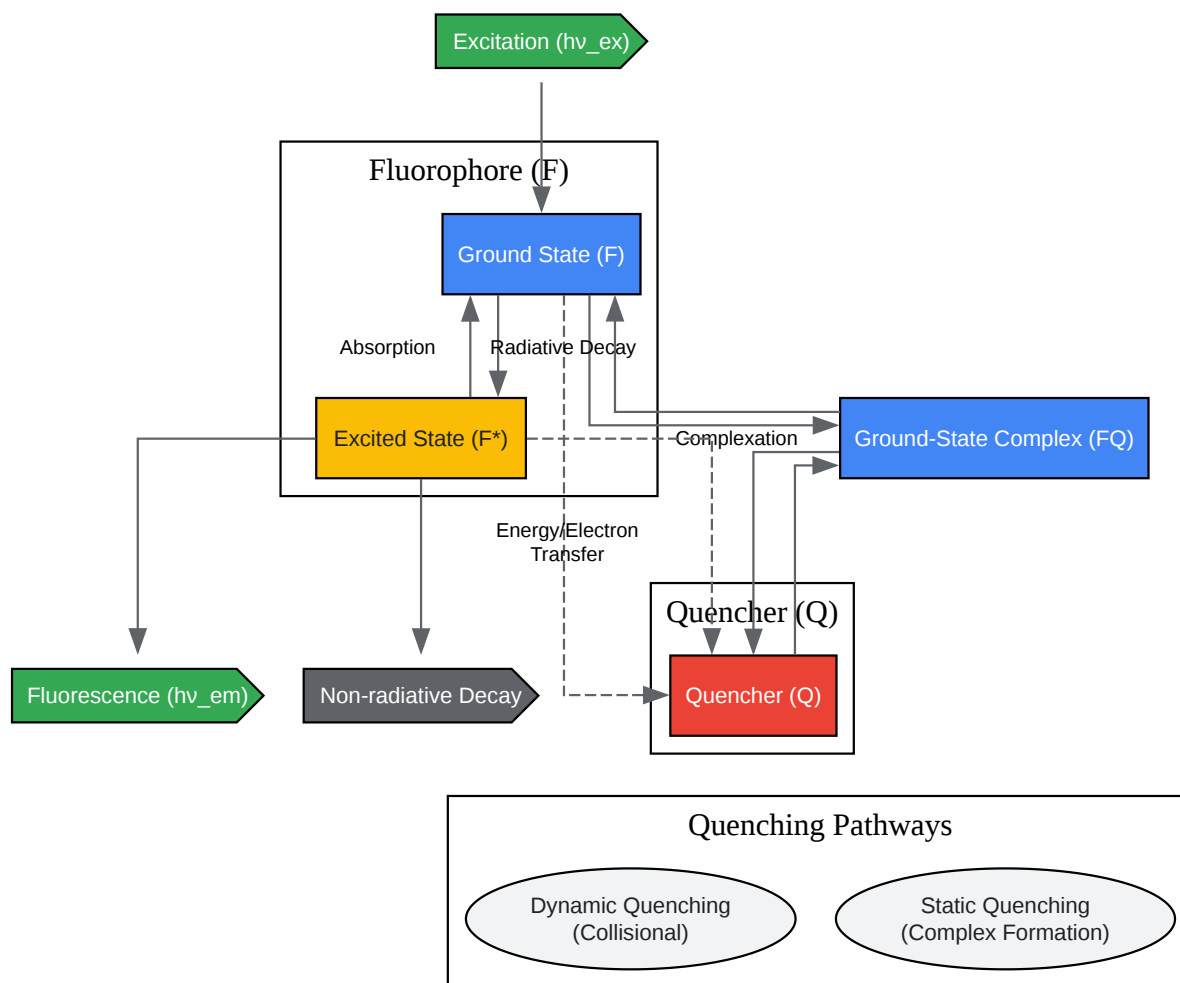 Excitation (hν_ex)
Fluorophore (F)
Ground State (F)
Absorption
Radiative Decay
Excited State (F*)
Complexation
Ground-State Complex (FQ)
Energy/Electron
Transfer
Quencher (Q)
Fluorescence (hν_em)
Non-radiative Decay
Quencher (Q)
Quenching Pathways
Dynamic Quenching
(Collisional)
Static Quenching
(Complex Formation)